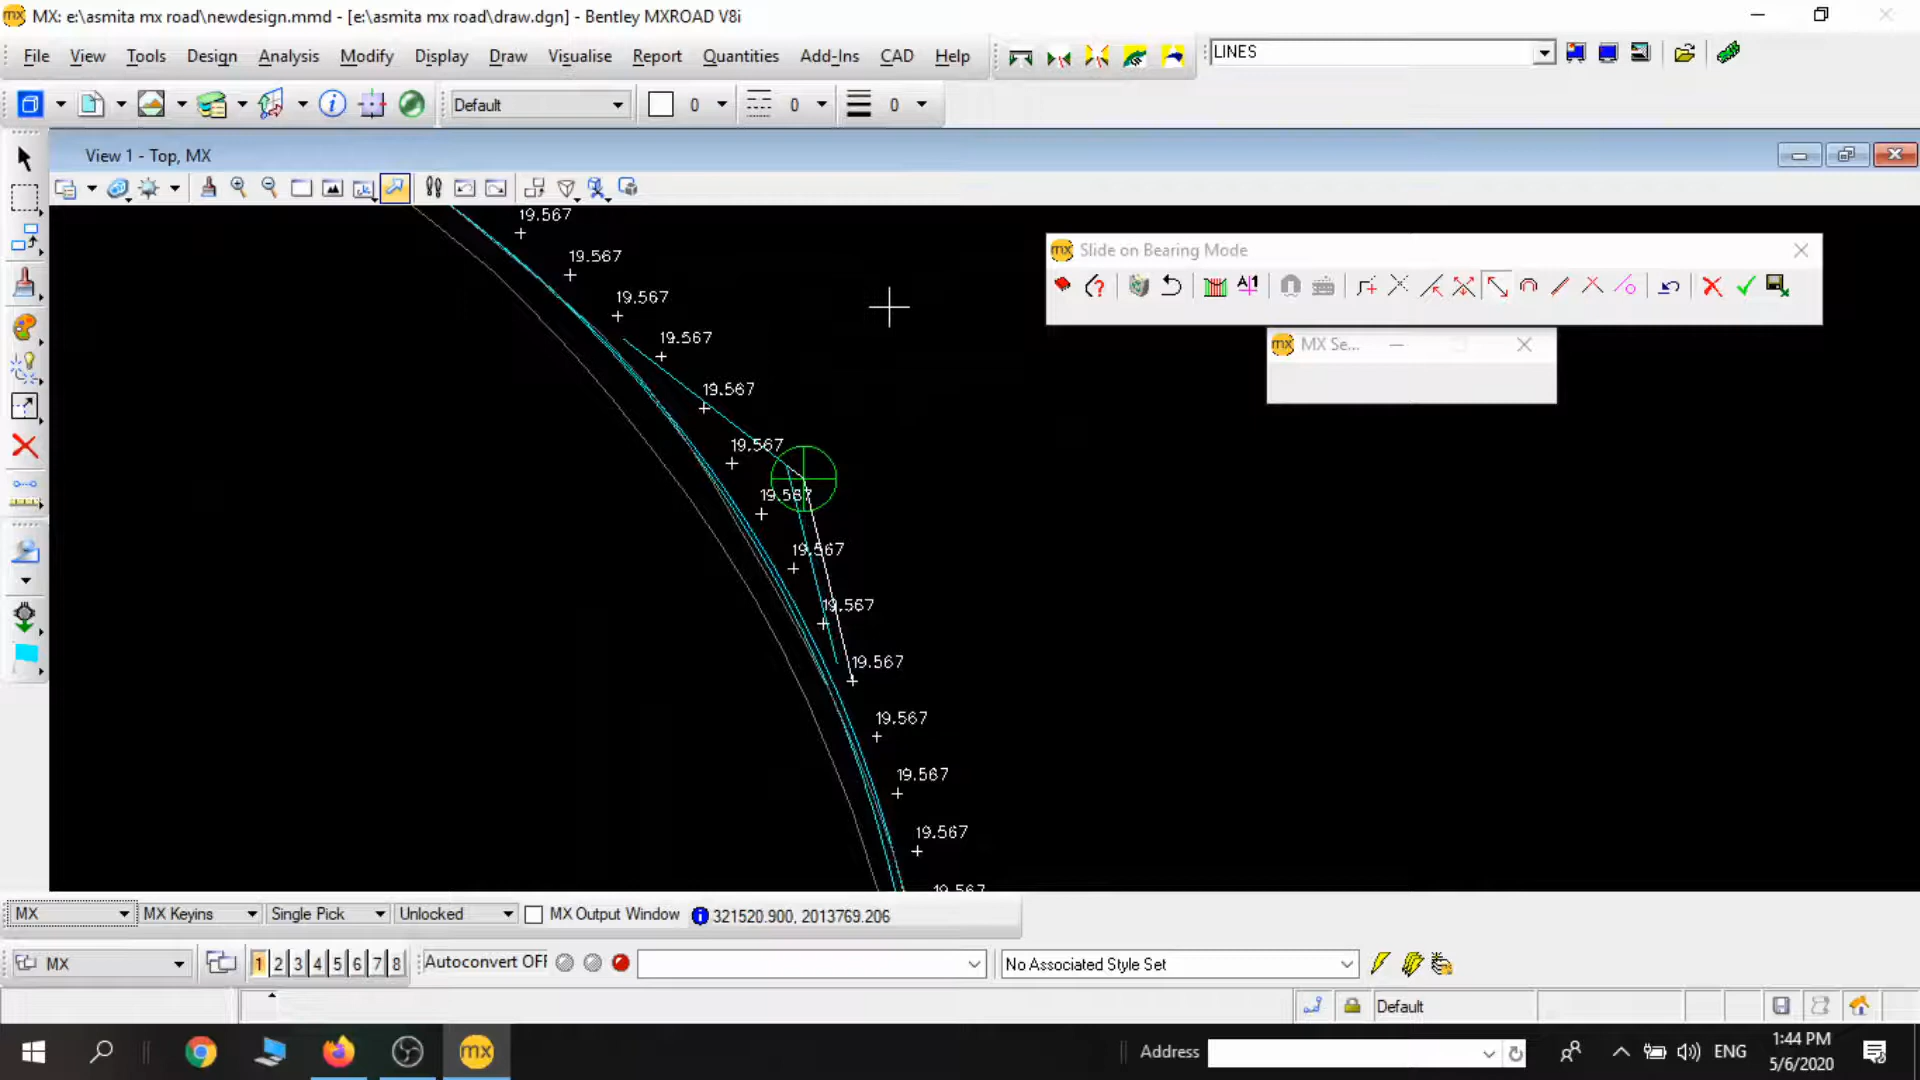 MX: e:\asmita mx road\newdesign.mmd - [e:\asmita mx road\draw.dgn] - Bentley MXROAD V8i
File View Tools Design Analysis Modify Display Draw Visualise Report Quantities Add-Ins CAD Help
LINES
Default 0 0 0
View 1 - Top, MX
19.567
19.567
19.567
19.567
19.567
19.567
19.567
19.567
19.567
19.567
19.567
19.567
19.567
19.567
mx Slide on Bearing Mode
mx MX Se...
MX MX Keyins Single Pick Unlocked MX Output Window 321520.900, 2013769.206
MX 1 2 3 4 5 6 7 8 Autoconvert OFF No Associated Style Set
Default
mx Address ENG 1:44 PM
5/6/2020